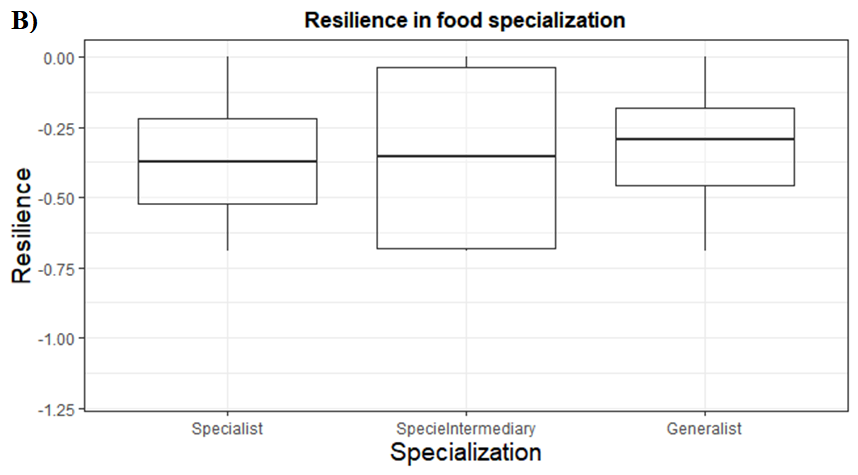 B)
Resilience in food specialization
Resilience
0.00
-0.25
-0.50
-0.75
-1.00
-1.25
Specialist
SpecieIntermediary
Generalist
Specialization